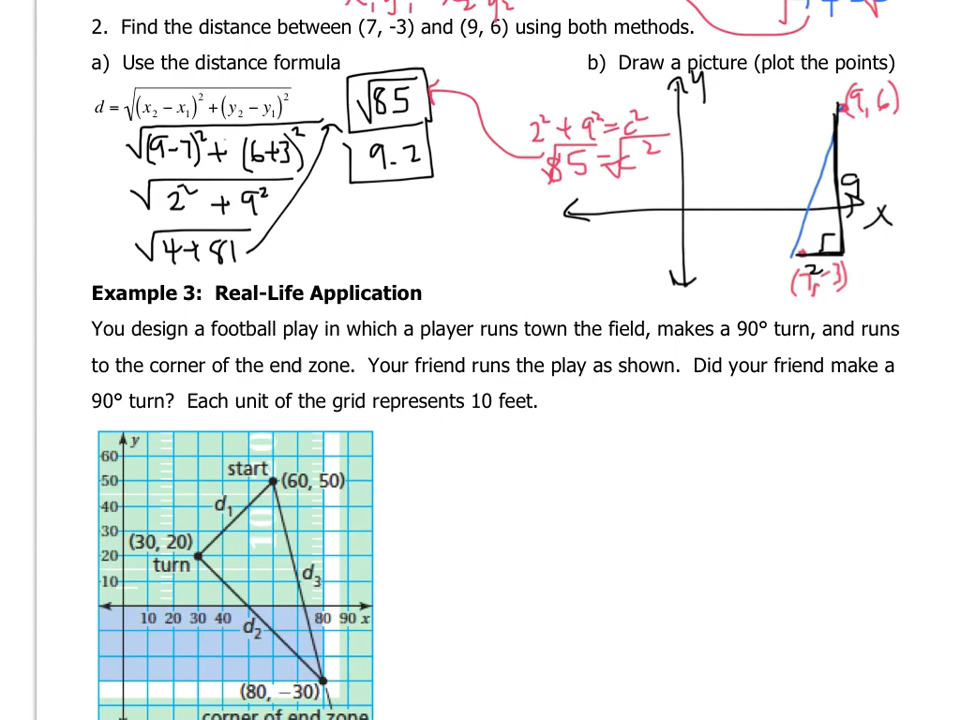 2. Find the distance between (7, -3) and (9, 6) using both methods.
a) Use the distance formula
b) Draw a picture (plot the points)
d = √(x₂ − x₁)² + (y₂ − y₁)²
√(9-7)² + (6+3)²
√2² + 9²
√4+81
√85
9.2
2² + 9² = c²
√85 = √c²
y
(9, 6)
9
x
2
(7, -3)
Example 3: Real-Life Application
You design a football play in which a player runs town the field, makes a 90° turn, and runs
to the corner of the end zone. Your friend runs the play as shown. Did your friend make a
90° turn? Each unit of the grid represents 10 feet.
y
60
start
50
(60, 50)
40
d₁
30
(30, 20)
20
turn
d₃
10
10 20 30 40
80 90 x
d₂
(80, −30)
corner of end zone